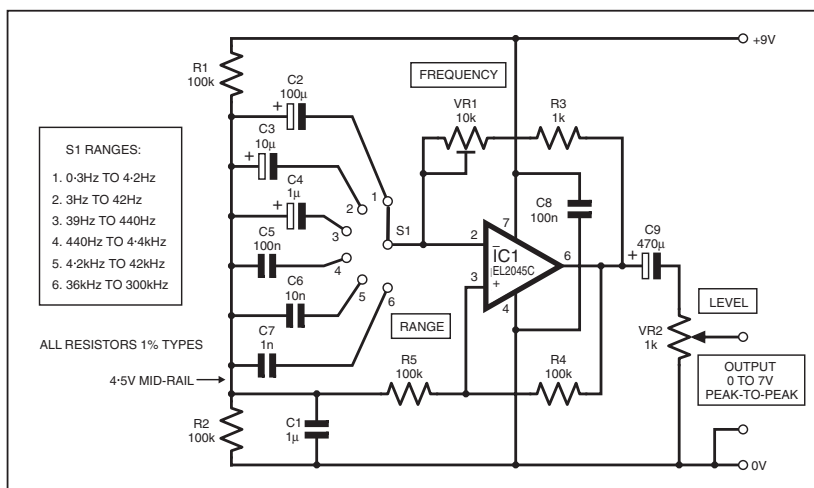 +9V
R1
100k
C2
100μ
+
FREQUENCY
VR1
10k
R3
1k
C3
10μ
+
S1 RANGES:
1. 0·3Hz TO 4·2Hz
2. 3Hz TO 42Hz
3. 39Hz TO 440Hz
4. 440Hz TO 4·4kHz
5. 4·2kHz TO 42kHz
6. 36kHz TO 300kHz
C4
1μ
+
1
2
3
4
5
6
S1
C8
100n
C5
100n
7
2
–
IC1
EL2045C
3
+
6
4
C9
470μ
+
C6
10n
RANGE
LEVEL
VR2
1k
ALL RESISTORS 1% TYPES
C7
1n
4·5V MID-RAIL
R5
100k
R4
100k
OUTPUT
0 TO 7V
PEAK-TO-PEAK
R2
100k
C1
1μ
0V